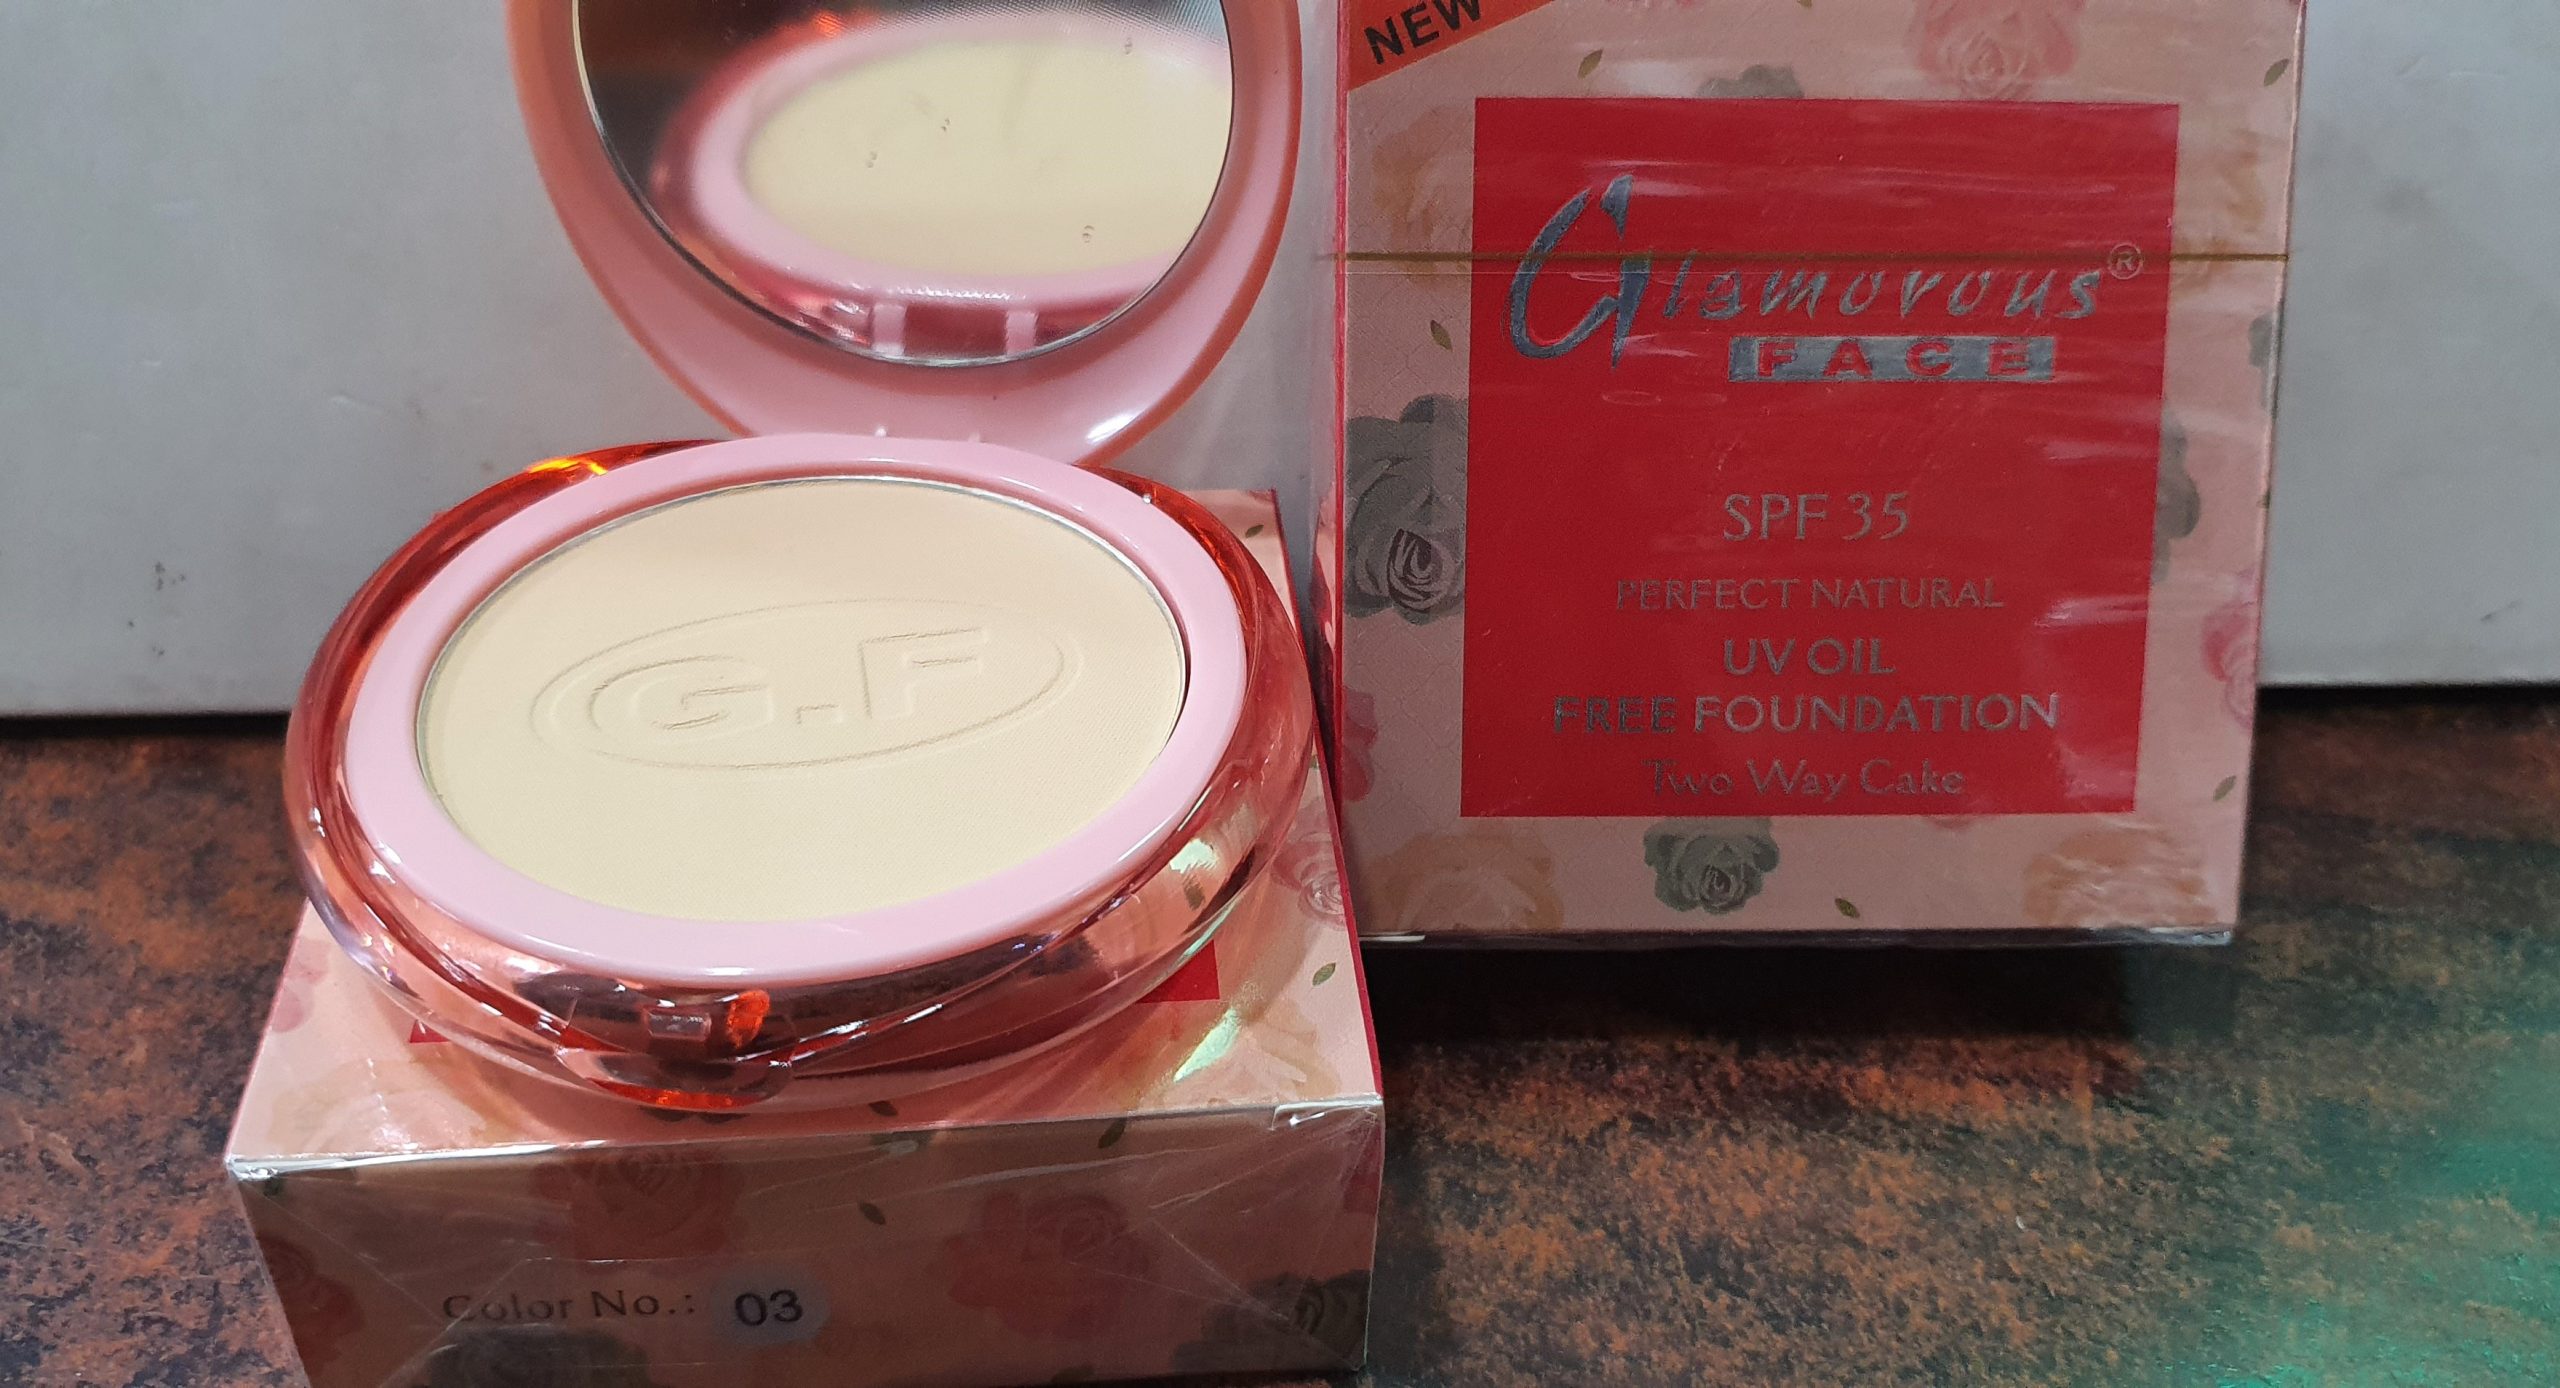 NEW
Glamorous®
FACE
SPF 35
PERFECT NATURAL
UV OIL
FREE FOUNDATION
Two Way Cake
G.F
Color No.: 03